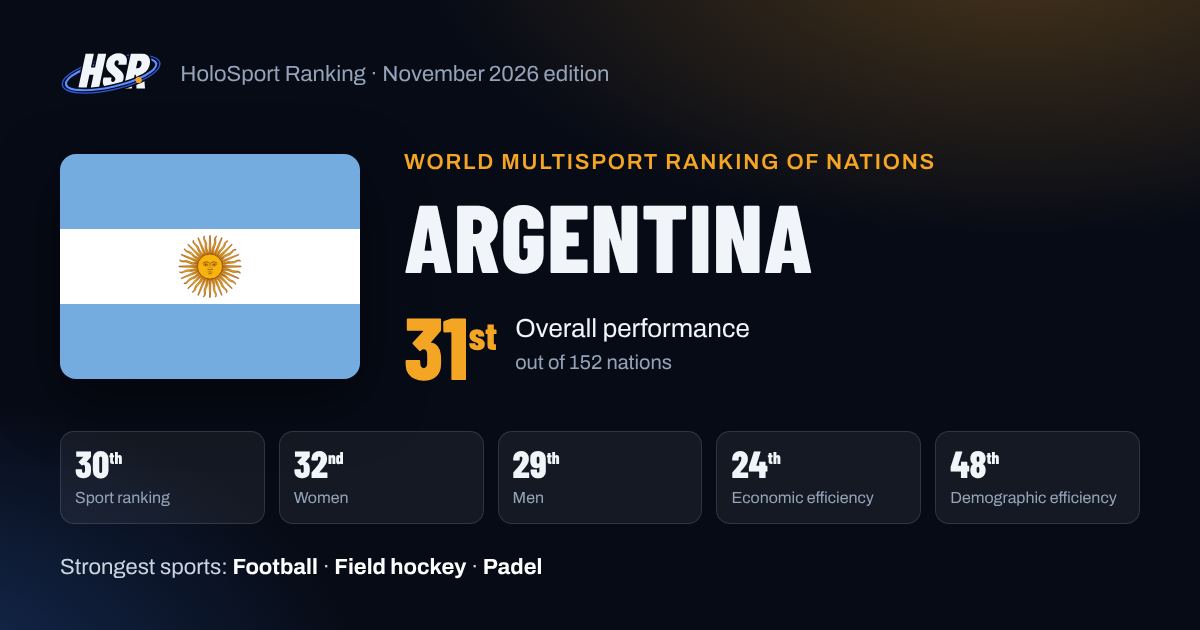 HSR
HoloSport Ranking · November 2026 edition
WORLD MULTISPORT RANKING OF NATIONS
ARGENTINA
31st
Overall performance
out of 152 nations
30th
Sport ranking
32nd
Women
29th
Men
24th
Economic efficiency
48th
Demographic efficiency
Strongest sports: Football · Field hockey · Padel